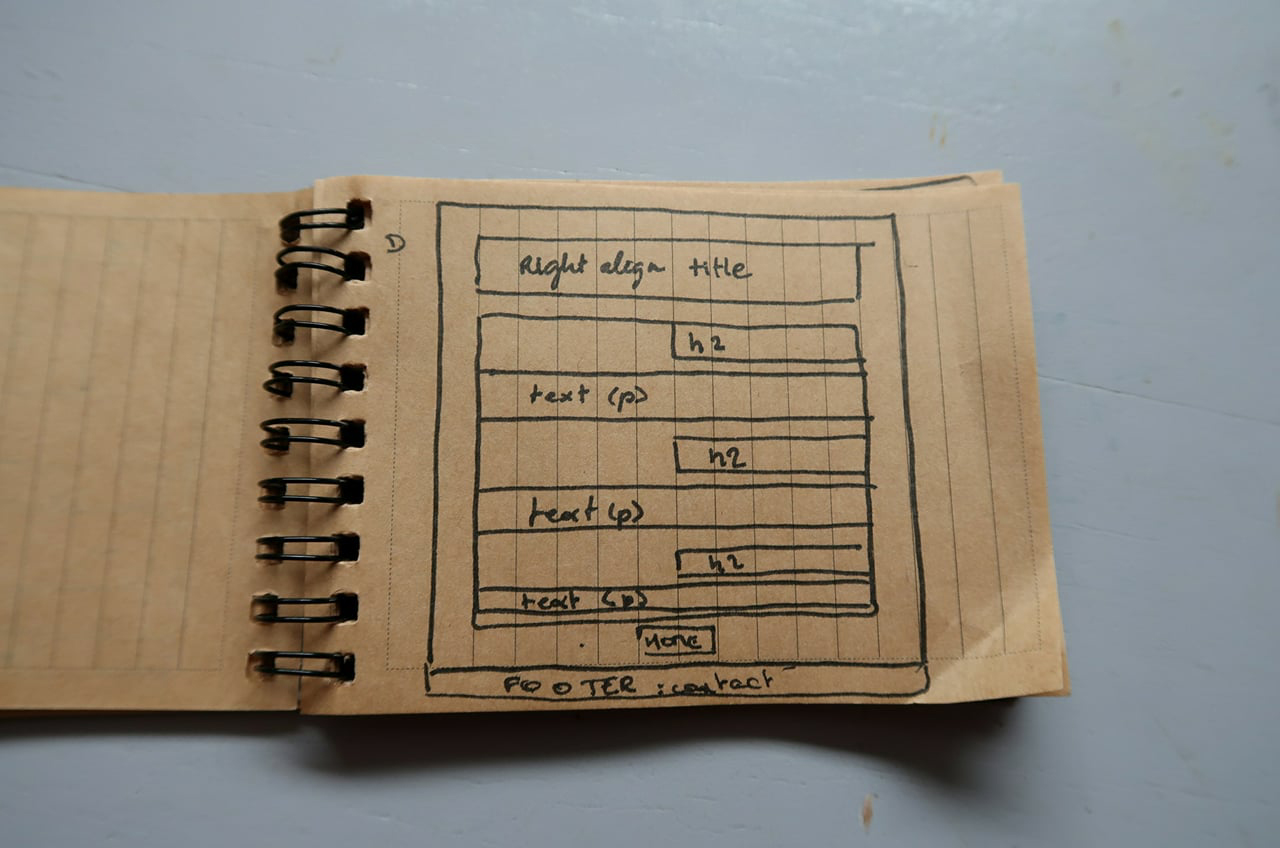 D
Right align title
h2
text (p)
h2
text (p)
h2
text (p)
HOME
FOOTER : contact